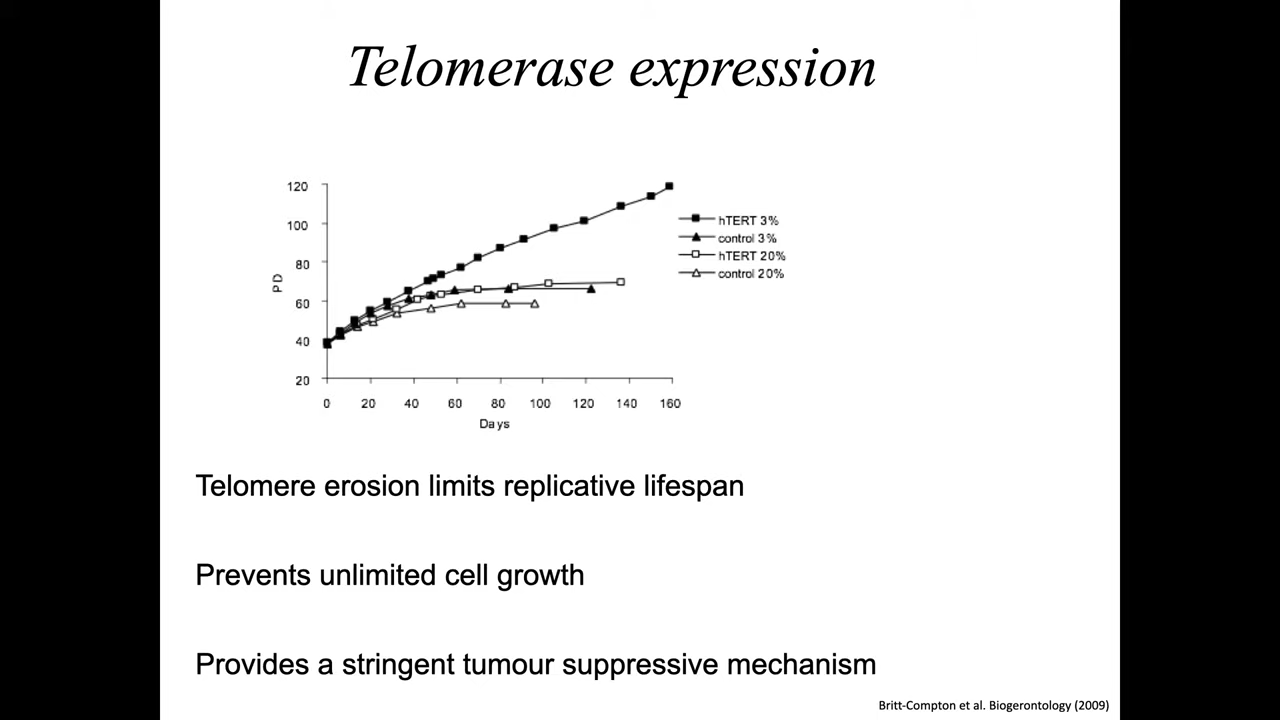 Telomerase expression
120
100
80
60
40
20
PD
0 20 40 60 80 100 120 140 160
Days
hTERT 3%
control 3%
hTERT 20%
control 20%
Telomere erosion limits replicative lifespan
Prevents unlimited cell growth
Provides a stringent tumour suppressive mechanism
Britt-Compton et al. Biogerontology (2009)